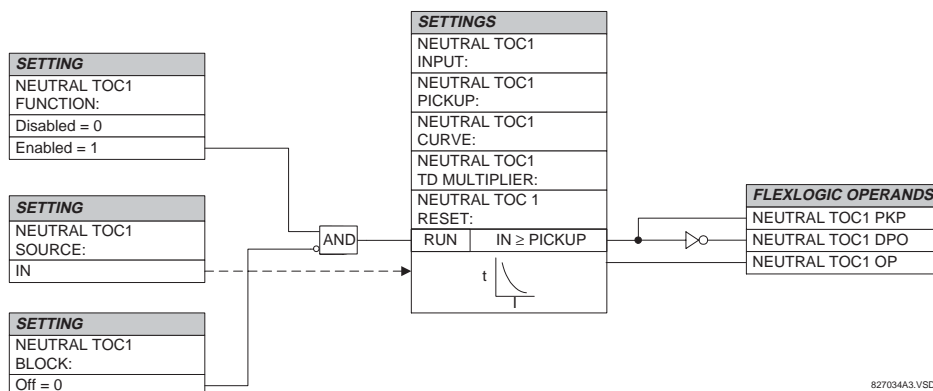 SETTING
NEUTRAL TOC1
FUNCTION:
Disabled = 0
Enabled = 1
SETTING
NEUTRAL TOC1
SOURCE:
IN
SETTING
NEUTRAL TOC1
BLOCK:
Off = 0
AND
SETTINGS
NEUTRAL TOC1
INPUT:
NEUTRAL TOC1
PICKUP:
NEUTRAL TOC1
CURVE:
NEUTRAL TOC1
TD MULTIPLIER:
NEUTRAL TOC 1
RESET:
RUN IN ≥ PICKUP
t
I
FLEXLOGIC OPERANDS
NEUTRAL TOC1 PKP
NEUTRAL TOC1 DPO
NEUTRAL TOC1 OP
827034A3.VSD